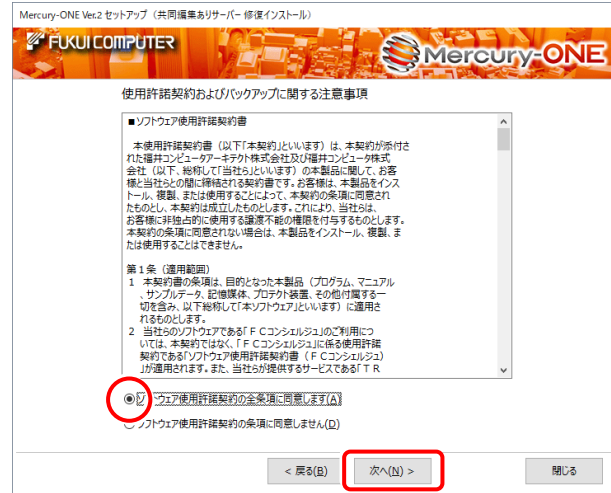 Mercury-ONE Ver.2 セットアップ（共同編集ありサーバー 修復インストール）
FUKUI COMPUTER
Mercury-ONE
使用許諾契約およびバックアップに関する注意事項
■ソフトウェア使用許諾契約書
本使用許諾契約書（以下「本契約」といいます）は、本契約が添付さ
れた福井コンピュータアーキテクト株式会社及び福井コンピュータ株式
会社（以下、総称して「当社ら」といいます）の本製品に関して、お客
様と当社らとの間に締結される契約書です。お客様は、本製品をインス
トール、複製、または使用することによって、本契約の条項に同意され
たものとし、本契約は成立したものとします。これにより、当社らは、
お客様に非独占的に使用する譲渡不能の権限を付与するものとします。
本契約の条項に同意されない場合は、本製品をインストール、複製、ま
たは使用することはできません。
第１条（適用範囲）
１ 本契約書の条項は、目的となった本製品（プログラム、マニュアル
、サンプルデータ、記憶媒体、プロテクト装置、その他付属する一
切を含み、以下総称して「本ソフトウェア」といいます）に適用さ
れるものとします。
２ 当社らのソフトウェアである「ＦＣコンシェルジュ」のご利用につ
いては、本契約ではなく、「ＦＣコンシェルジュ」に係る使用許諾
契約である「ソフトウェア使用許諾契約書（ＦＣコンシェルジュ）
」が適用されます。また、当社らが提供するサービスである「ＴＲ
ソフトウェア使用許諾契約の全条項に同意します(A)
ソフトウェア使用許諾契約の条項に同意しません(D)
< 戻る(B)
次へ(N) >
閉じる